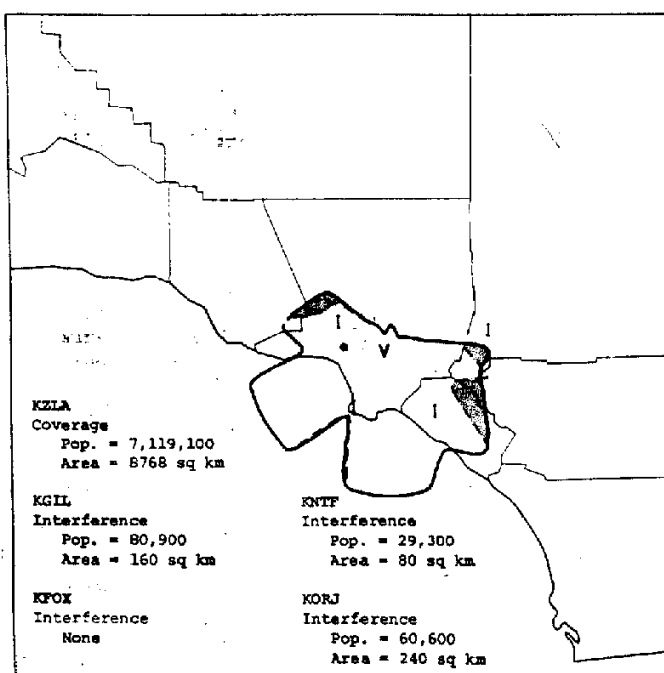 I
I
V
I
KZLA
Coverage
Pop. = 7,119,100
Area = 8768 sq km
KGIL
Interference
Pop. = 80,900
Area = 160 sq km
KFOX
Interference
None
KNTF
Interference
Pop. = 29,300
Area = 80 sq km
KORJ
Interference
Pop. = 60,600
Area = 240 sq km